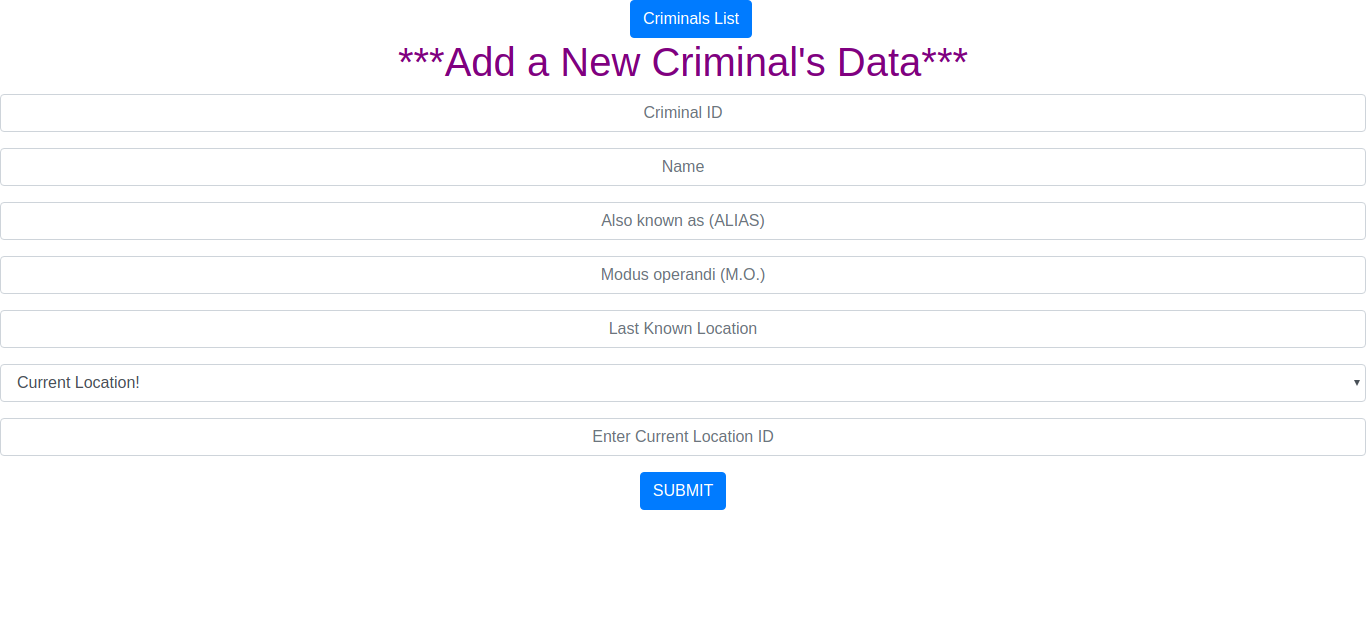 Criminals List
***Add a New Criminal's Data***
Criminal ID
Name
Also known as (ALIAS)
Modus operandi (M.O.)
Last Known Location
Current Location!
Enter Current Location ID
SUBMIT